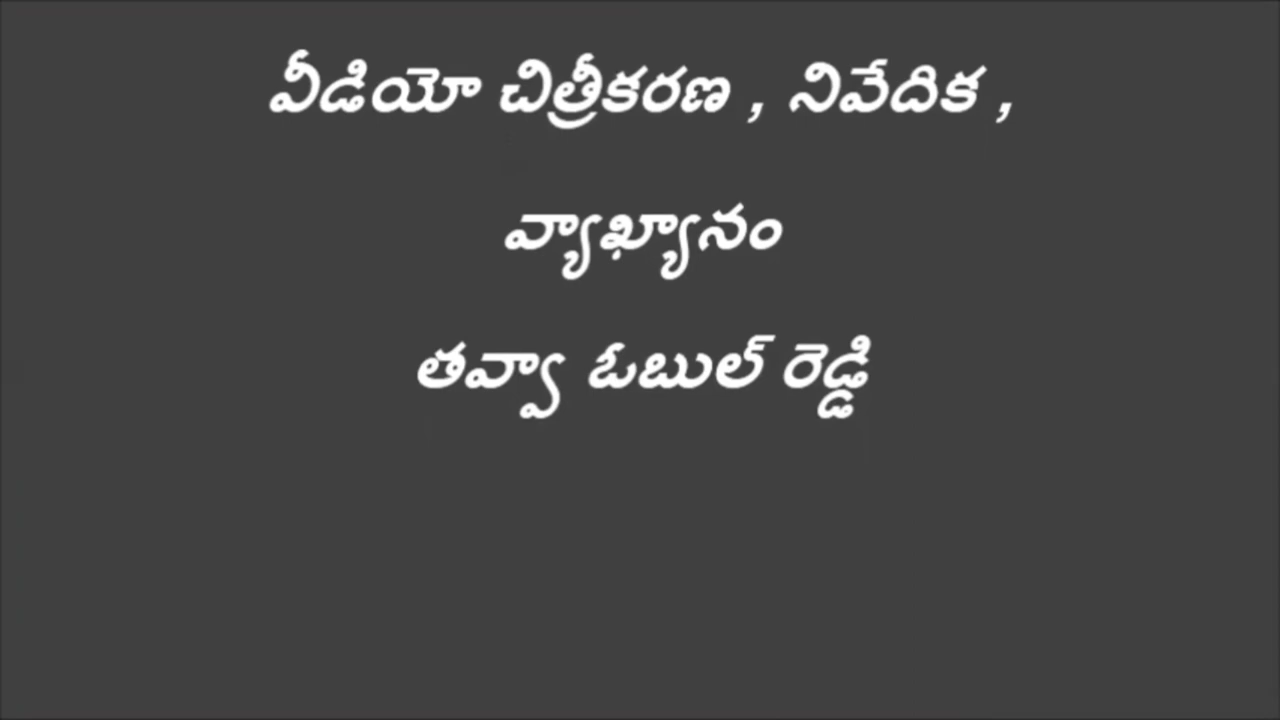 వీడియో చిత్రీకరణ , నివేదిక ,
వ్యాఖ్యానం
తవ్వా ఓబుల్ రెడ్డి